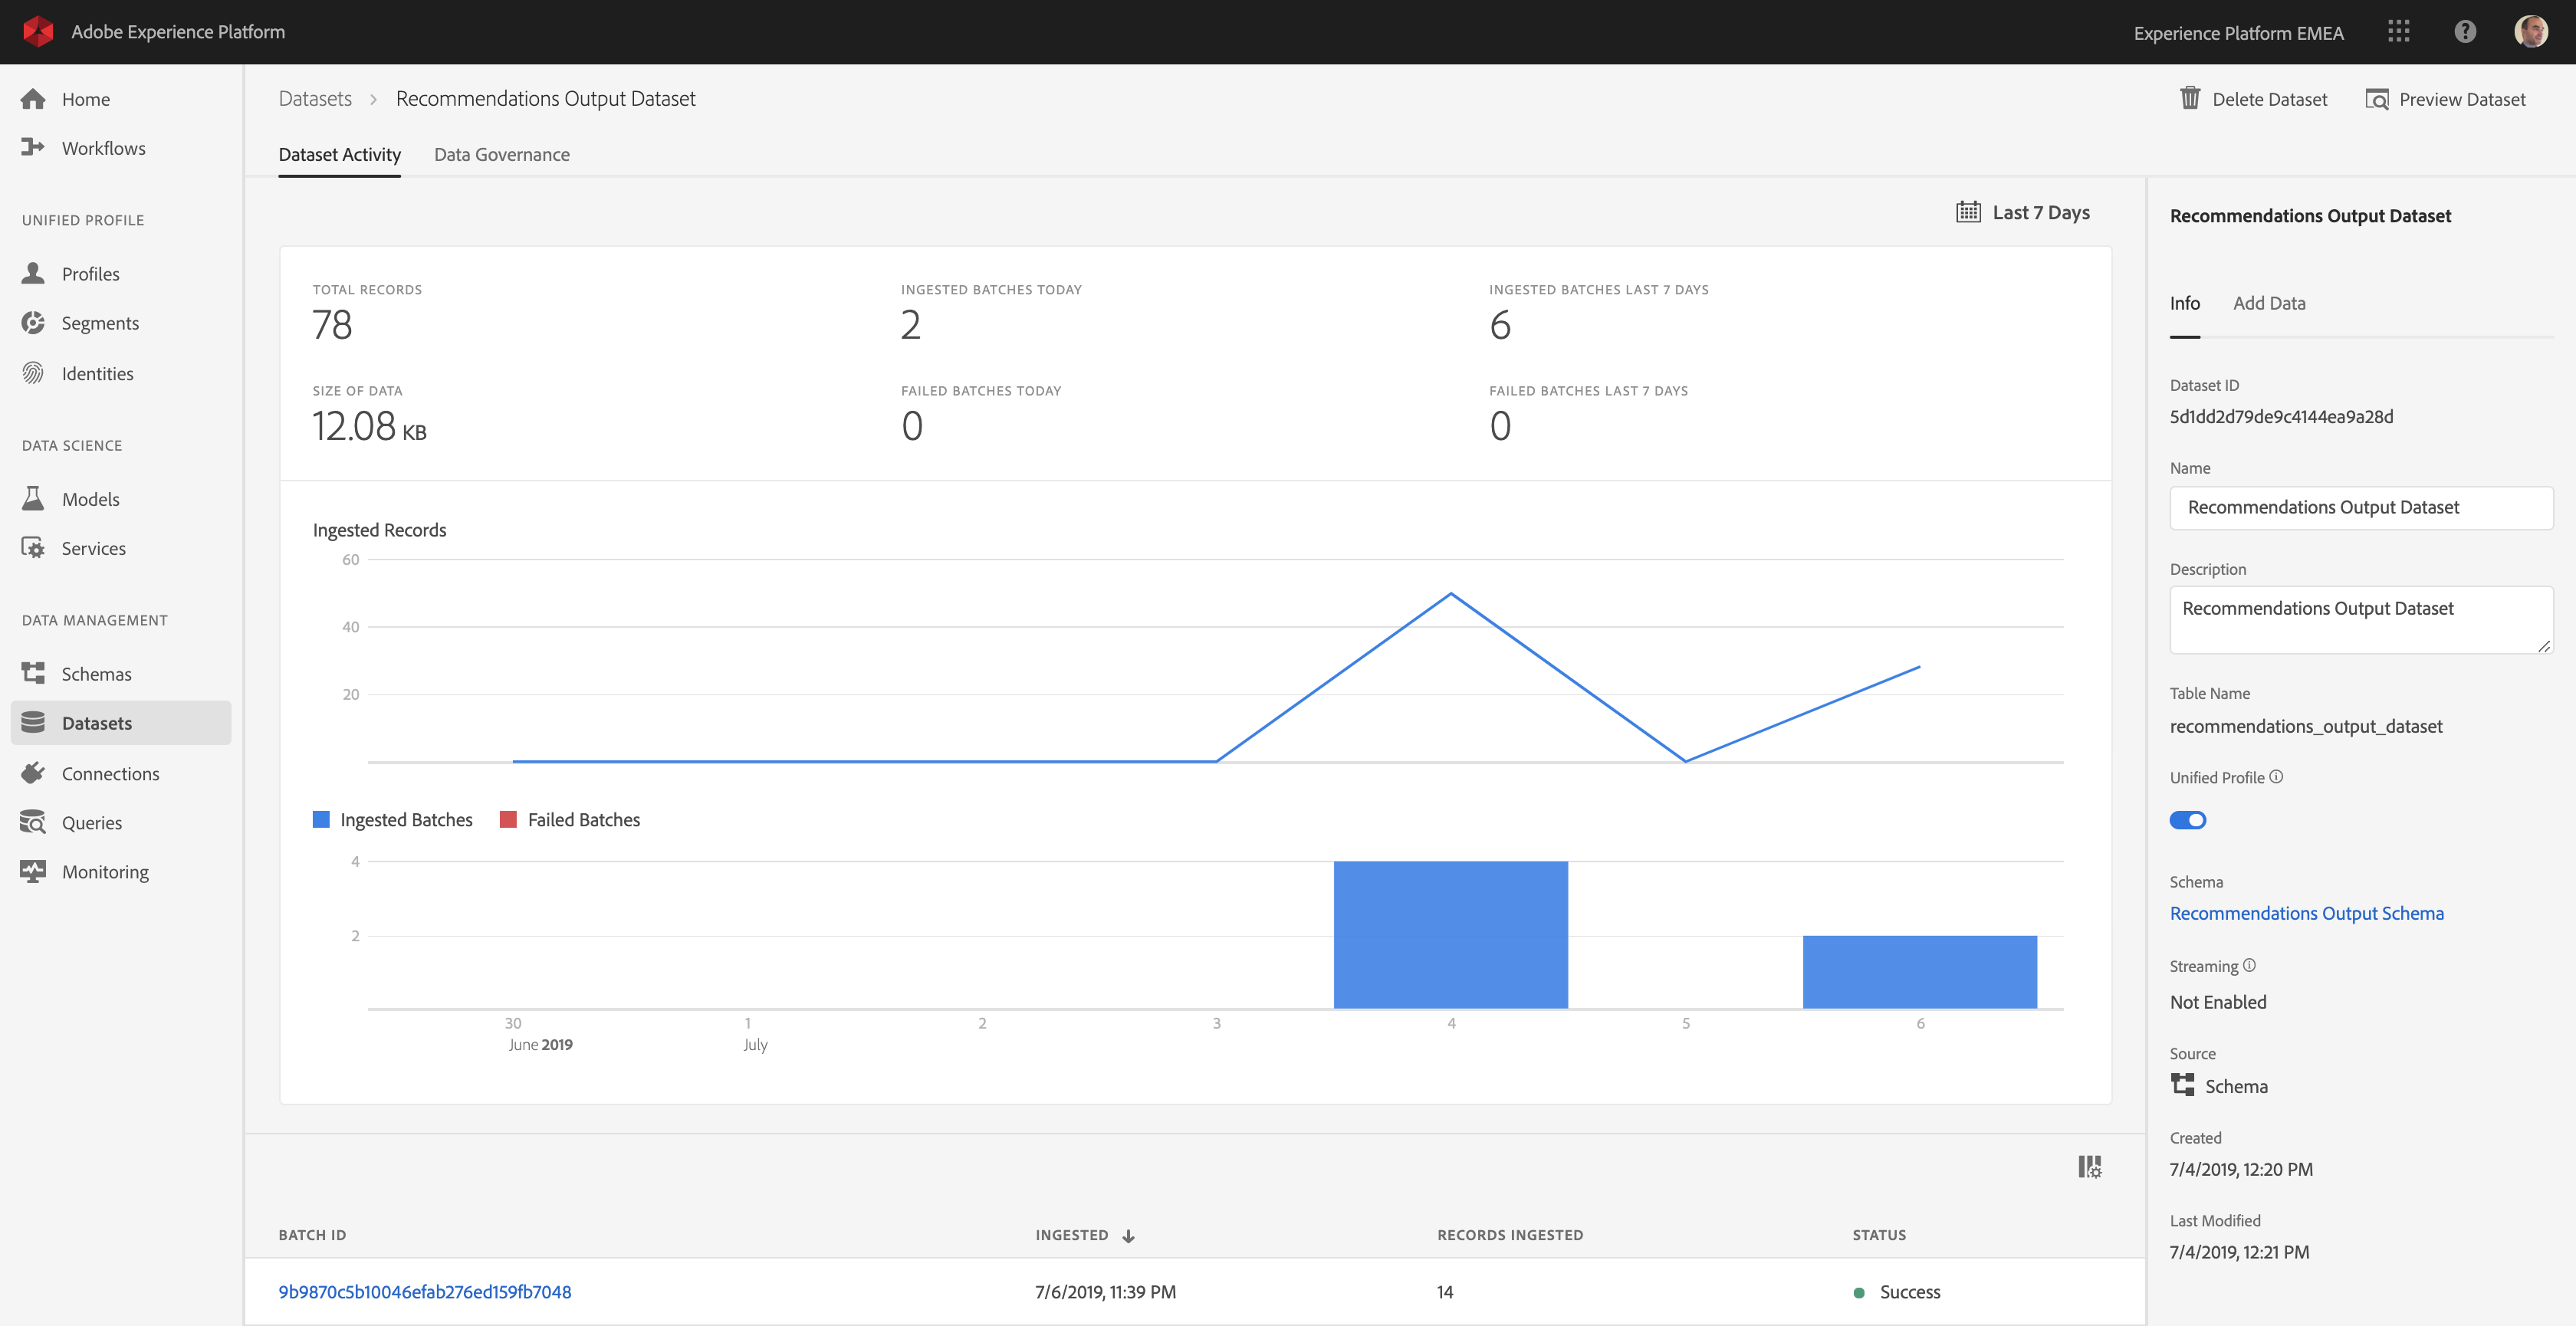 Adobe Experience Platform
Experience Platform EMEA
Home
Workflows
UNIFIED PROFILE
Profiles
Segments
Identities
DATA SCIENCE
Models
Services
DATA MANAGEMENT
Schemas
Datasets
Connections
Queries
Monitoring
Datasets > Recommendations Output Dataset
Delete Dataset
Preview Dataset
Dataset Activity
Data Governance
Last 7 Days
TOTAL RECORDS
78
INGESTED BATCHES TODAY
2
INGESTED BATCHES LAST 7 DAYS
6
SIZE OF DATA
12.08 KB
FAILED BATCHES TODAY
0
FAILED BATCHES LAST 7 DAYS
0
Ingested Records
60
40
20
Ingested Batches
Failed Batches
4
2
30 1 2 3 4 5 6
June 2019 July
BATCH ID INGESTED RECORDS INGESTED STATUS
9b9870c5b10046efab276ed159fb7048 7/6/2019, 11:39 PM 14 Success
Recommendations Output Dataset
Info
Add Data
Dataset ID
5d1dd2d79de9c4144ea9a28d
Name
Recommendations Output Dataset
Description
Recommendations Output Dataset
Table Name
recommendations_output_dataset
Unified Profile
Schema
Recommendations Output Schema
Streaming
Not Enabled
Source
Schema
Created
7/4/2019, 12:20 PM
Last Modified
7/4/2019, 12:21 PM